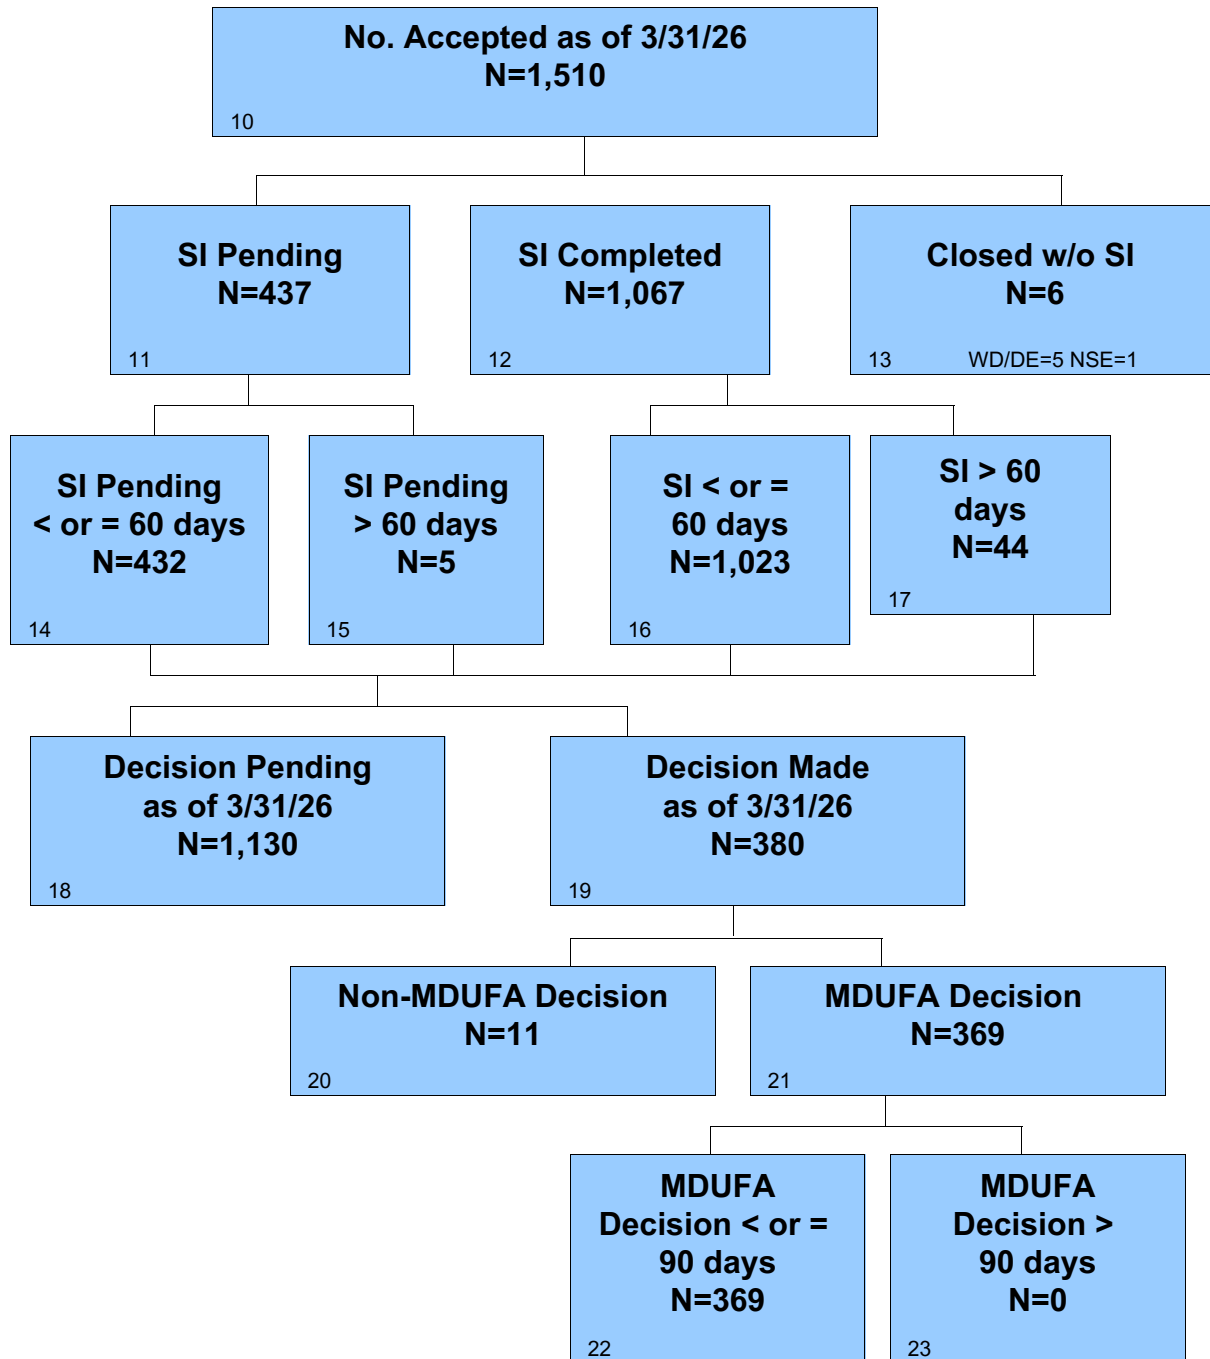 No. Accepted as of 3/31/26
N=1,510
10
SI Pending
N=437
11
SI Completed
N=1,067
12
Closed w/o SI
N=6
13 WD/DE=5 NSE=1
SI Pending
< or = 60 days
N=432
14
SI Pending
> 60 days
N=5
15
SI < or =
60 days
N=1,023
16
SI > 60
days
N=44
17
Decision Pending
as of 3/31/26
N=1,130
18
Decision Made
as of 3/31/26
N=380
19
Non-MDUFA Decision
N=11
20
MDUFA Decision
N=369
21
MDUFA
Decision < or =
90 days
N=369
22
MDUFA
Decision >
90 days
N=0
23